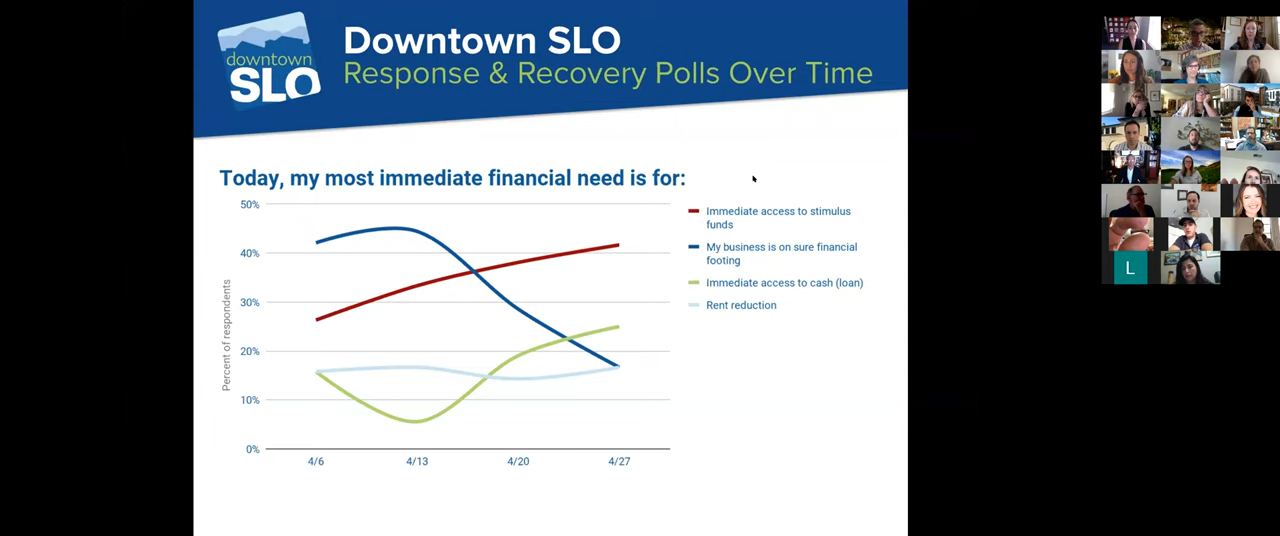 downtown
SLO
Downtown SLO
Response & Recovery Polls Over Time
Today, my most immediate financial need is for:
Percent of respondents
50%
40%
30%
20%
10%
0%
4/6
4/13
4/20
4/27
Immediate access to stimulus
funds
My business is on sure financial
footing
Immediate access to cash (loan)
Rent reduction
L